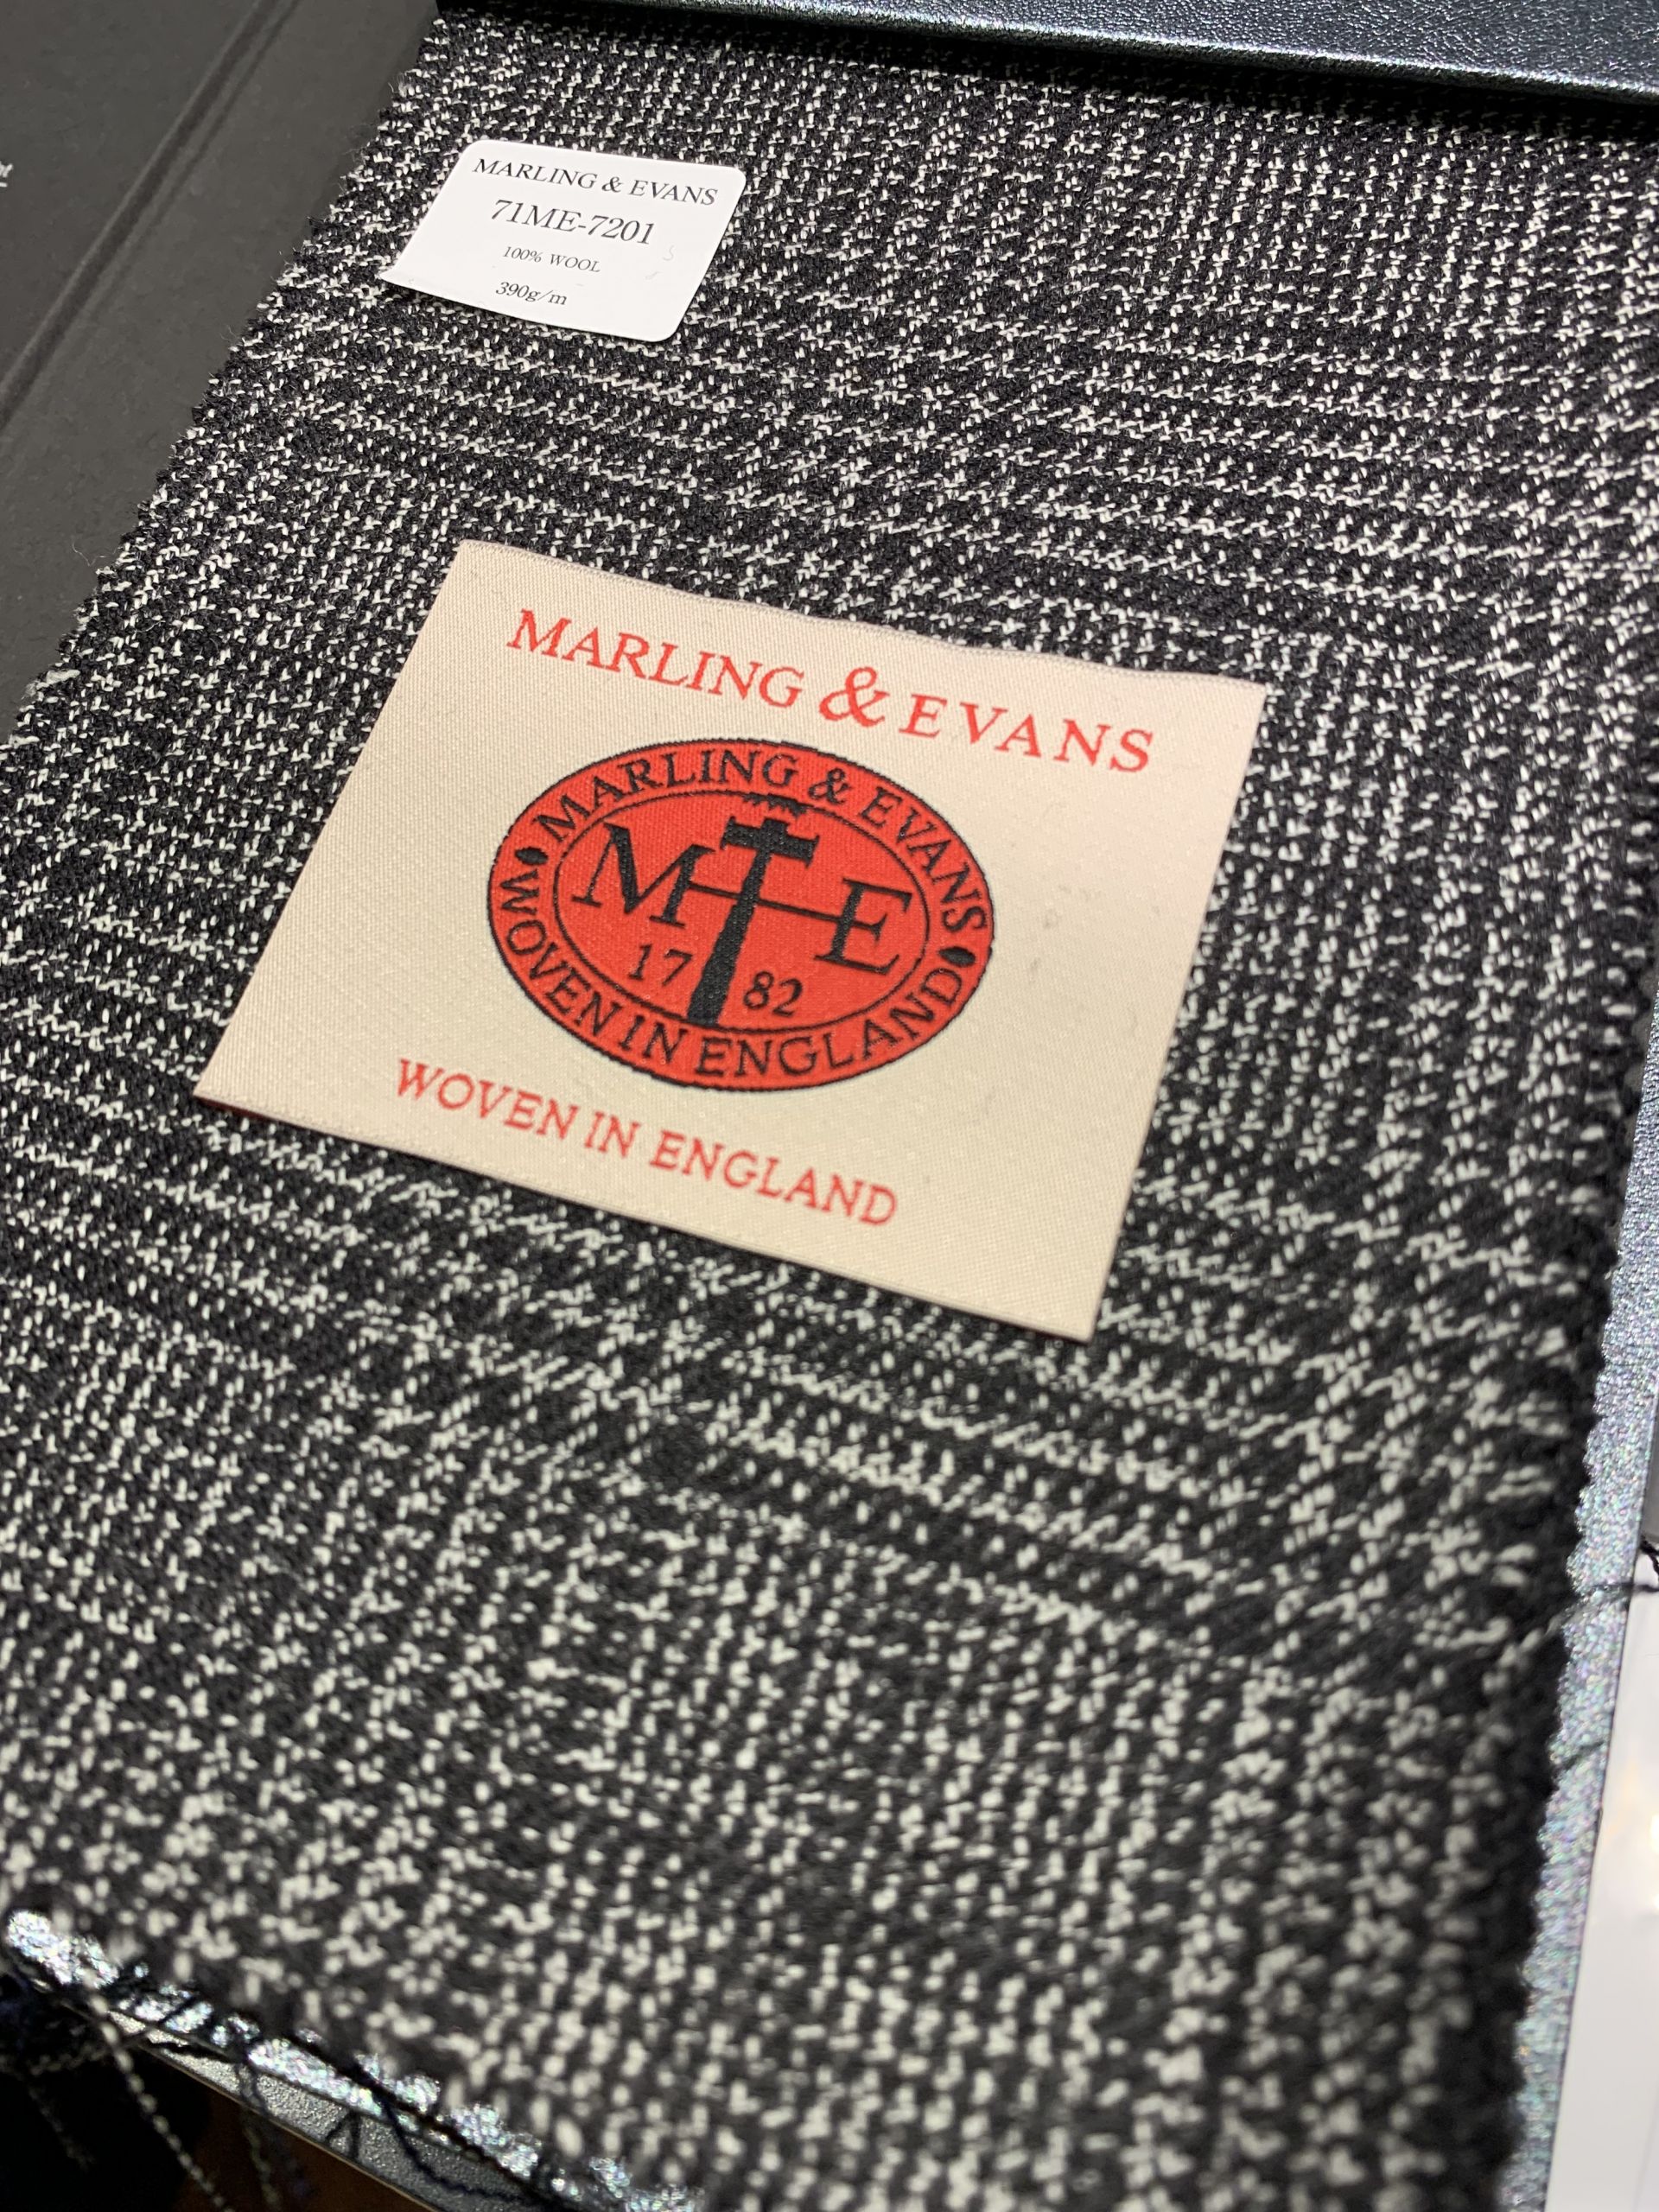 MARLING & EVANS
71ME-7201
100% WOOL
390g/m
MARLING & EVANS
MARLING & EVANS
M E
17 82
WOVEN IN ENGLAND
WOVEN IN ENGLAND